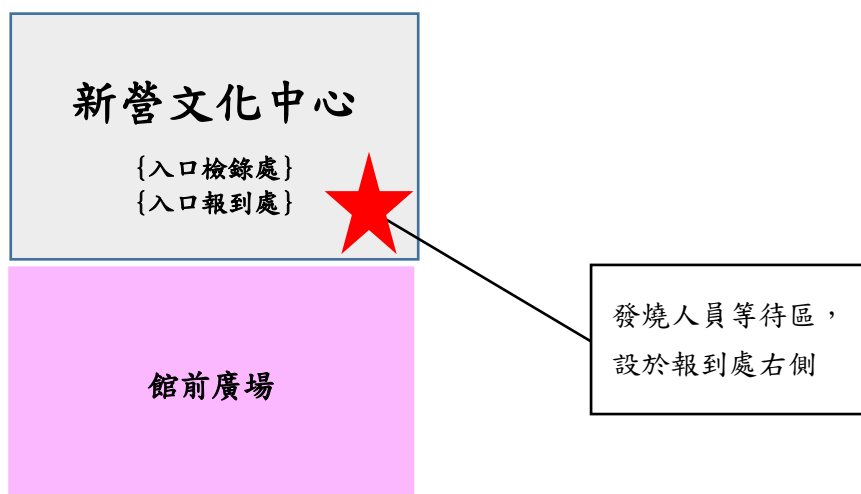 新營文化中心
{入口檢錄處}
{入口報到處}
發燒人員等待區，
設於報到處右側
館前廣場